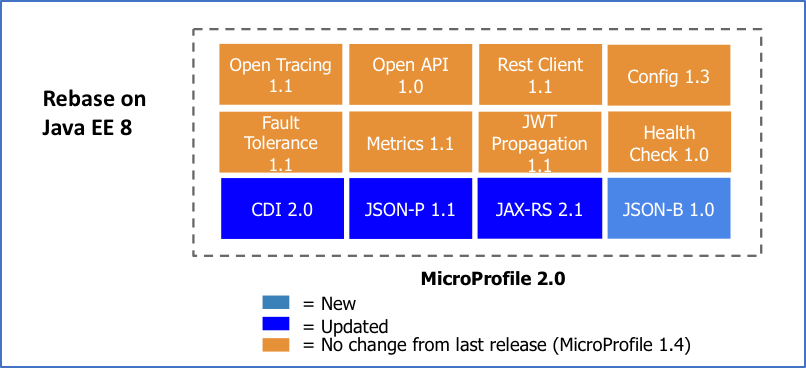 Rebase on
Java EE 8
Open Tracing
1.1
Open API
1.0
Rest Client
1.1
Config 1.3
Fault
Tolerance
1.1
Metrics 1.1
JWT
Propagation
1.1
Health
Check 1.0
CDI 2.0
JSON-P 1.1
JAX-RS 2.1
JSON-B 1.0
MicroProfile 2.0
= New
= Updated
= No change from last release (MicroProfile 1.4)